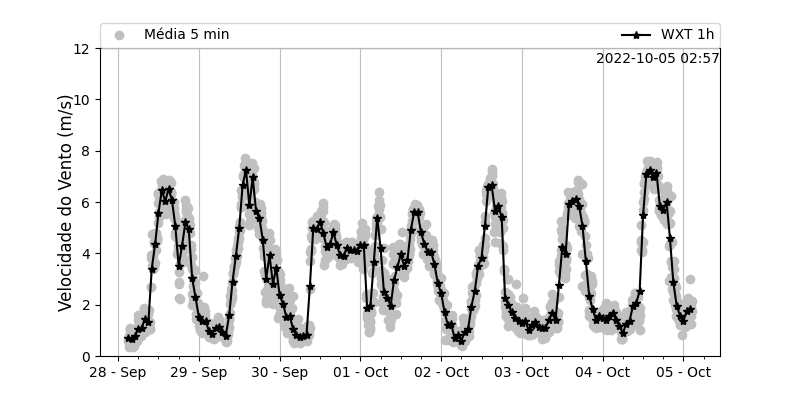 Média 5 min
WXT 1h
2022-10-05 02:57
Velocidade do Vento (m/s)
12
10
8
6
4
2
0
28 - Sep
29 - Sep
30 - Sep
01 - Oct
02 - Oct
03 - Oct
04 - Oct
05 - Oct